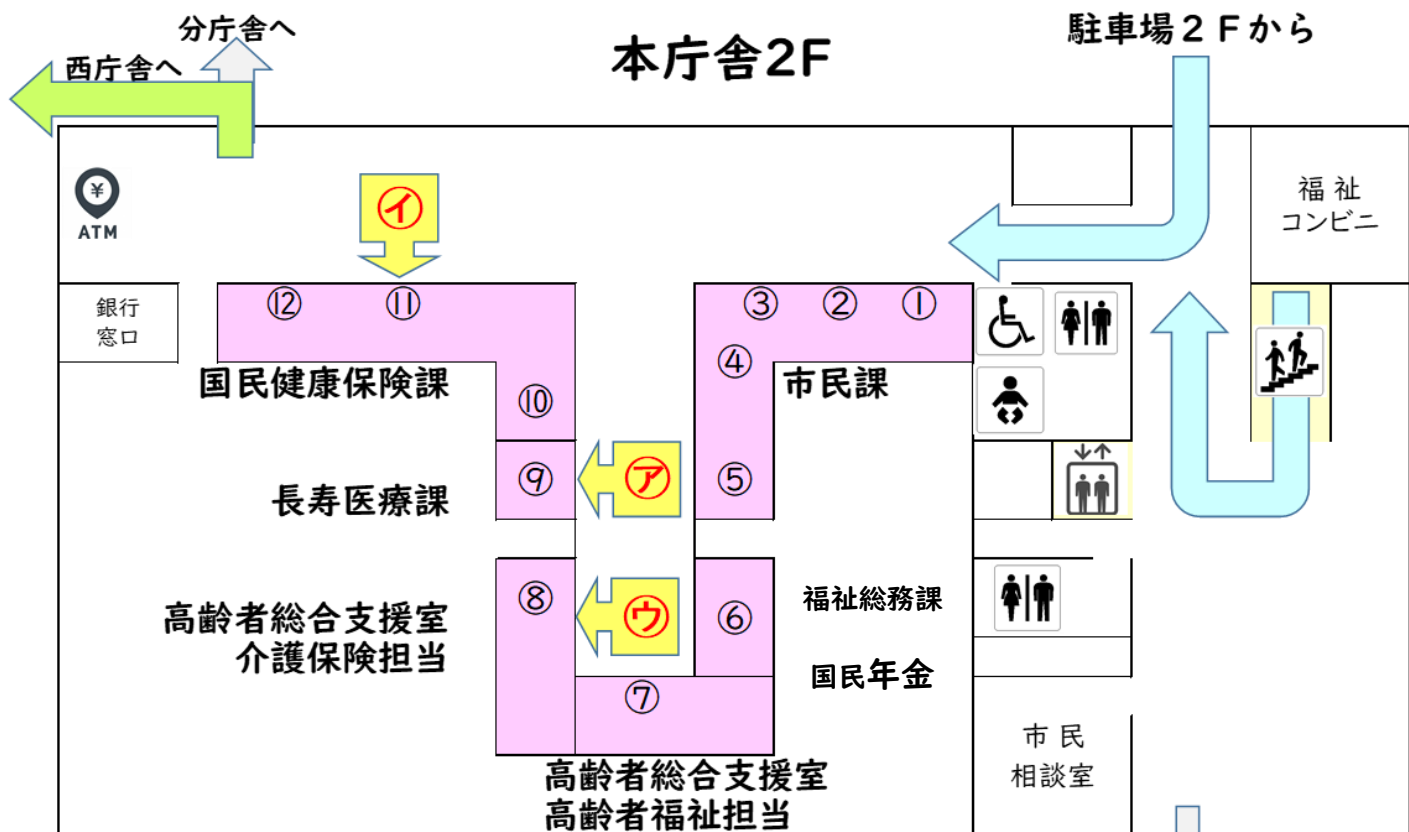 分庁舎へ
西庁舎へ
本庁舎2F
駐車場２Ｆから
¥
ATM
福 祉
コンビニ
㋑
銀行
窓口
⑫
⑪
③
②
①
④
国民健康保険課
市民課
⑩
⑨
㋐
⑤
長寿医療課
⑧
㋒
⑥
福祉総務課
高齢者総合支援室
介護保険担当
国民年金
⑦
市 民
相談室
高齢者総合支援室
高齢者福祉担当